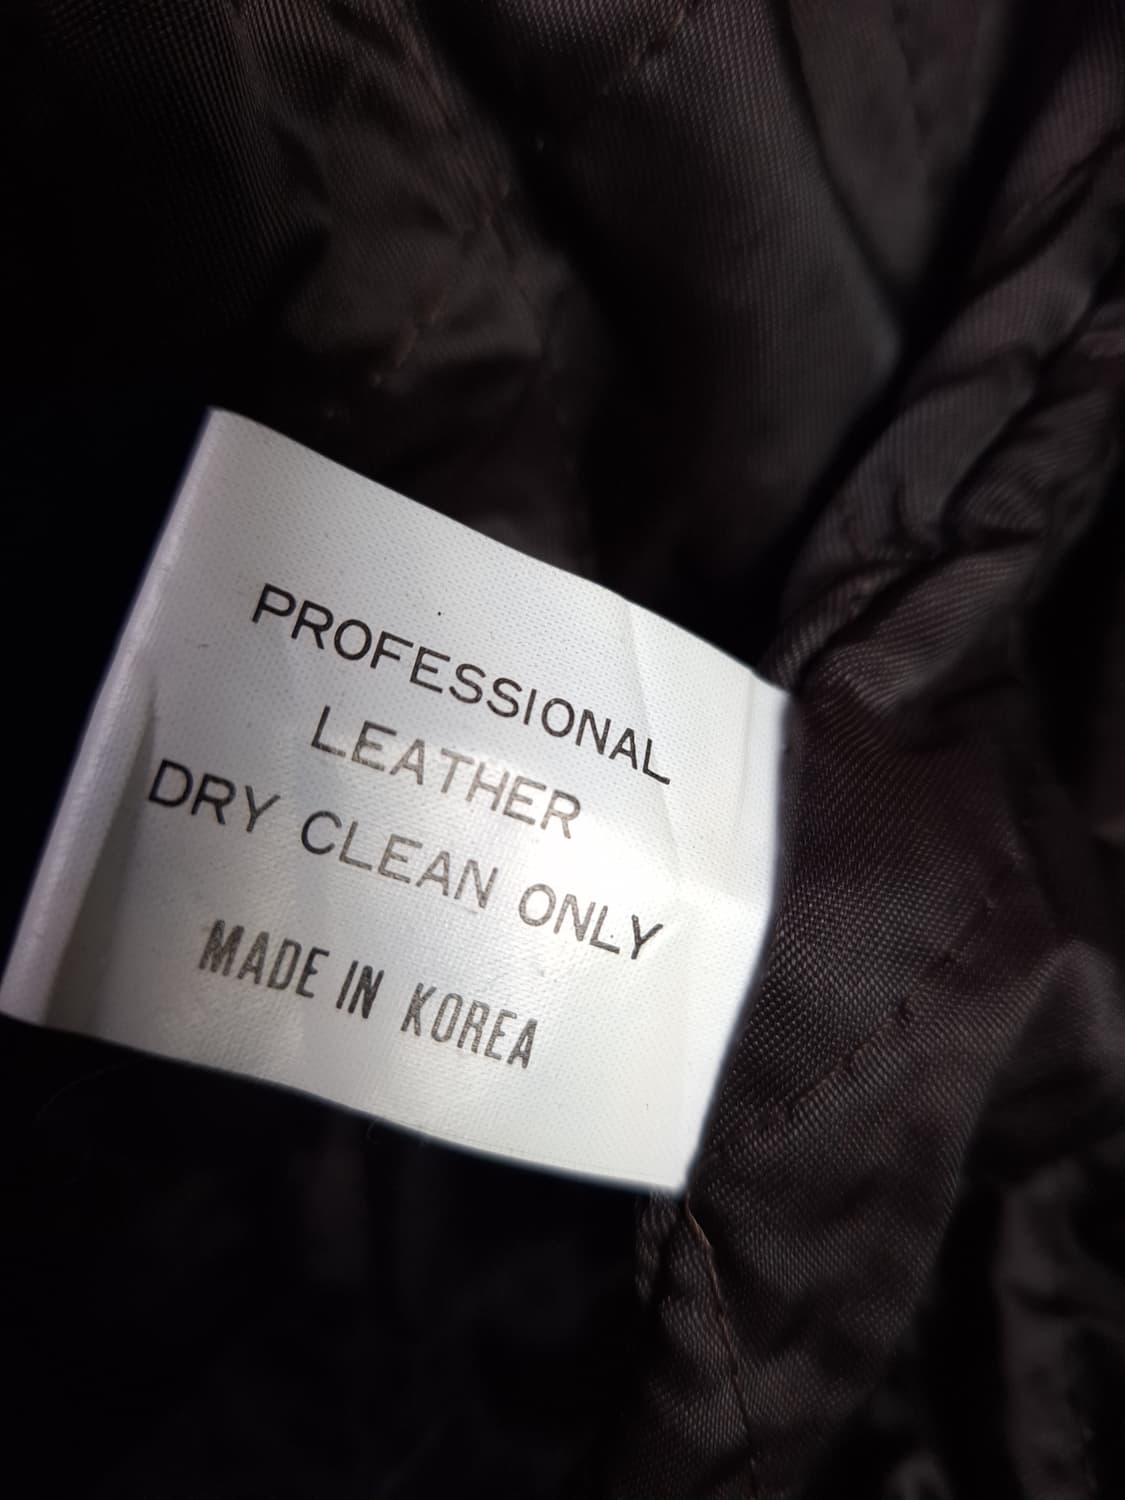 PROFESSIONAL
LEATHER
DRY CLEAN ONLY
MADE IN KOREA